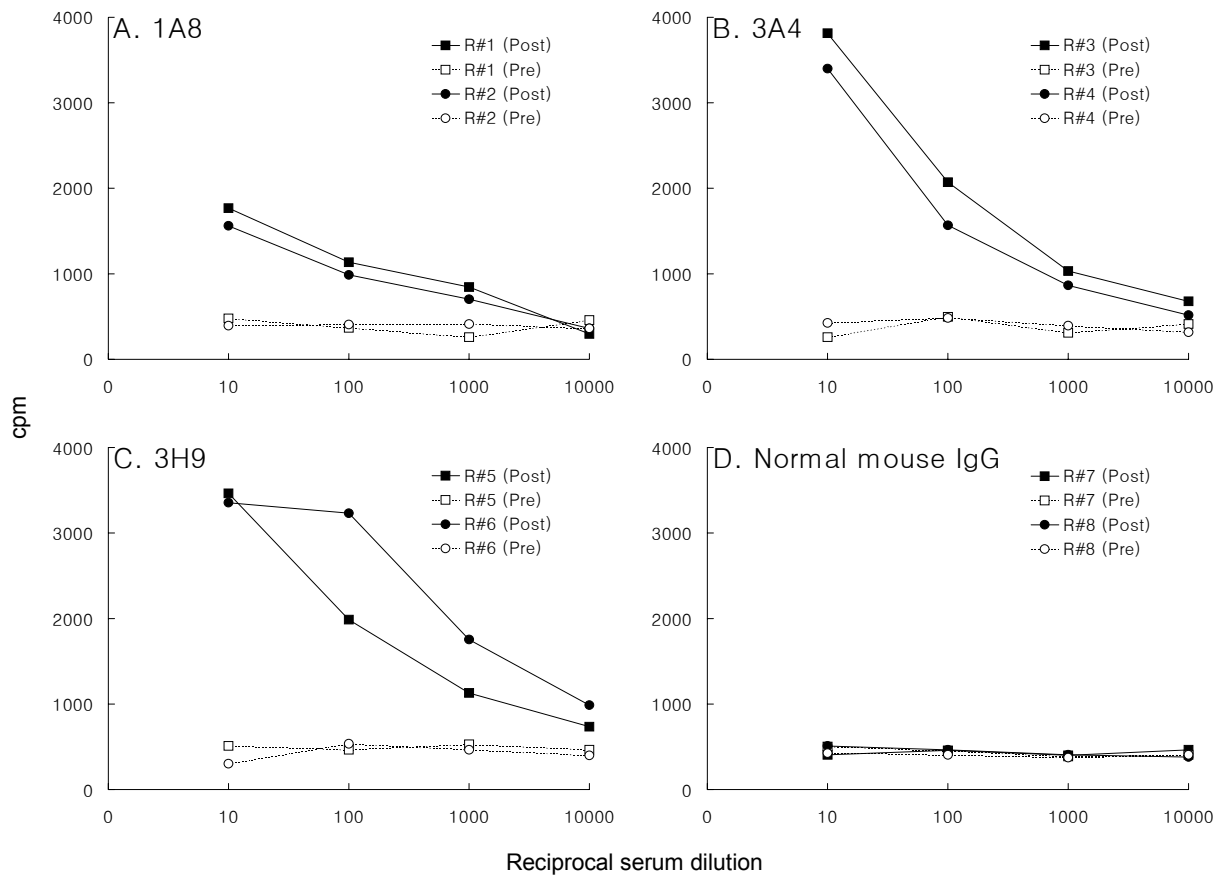 A. 1A8
R#1 (Post)
R#1 (Pre)
R#2 (Post)
R#2 (Pre)
4000
3000
2000
1000
0
0 10 100 1000 10000
B. 3A4
R#3 (Post)
R#3 (Pre)
R#4 (Post)
R#4 (Pre)
4000
3000
2000
1000
0
0 10 100 1000 10000
cpm
C. 3H9
R#5 (Post)
R#5 (Pre)
R#6 (Post)
R#6 (Pre)
4000
3000
2000
1000
0
0 10 100 1000 10000
D. Normal mouse IgG
R#7 (Post)
R#7 (Pre)
R#8 (Post)
R#8 (Pre)
4000
3000
2000
1000
0
0 10 100 1000 10000
Reciprocal serum dilution